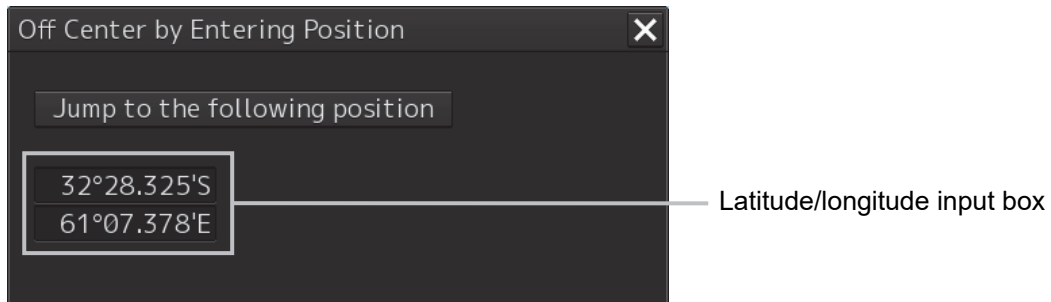 Off Center by Entering Position
Jump to the following position
32°28.325'S
61°07.378'E
Latitude/longitude input box